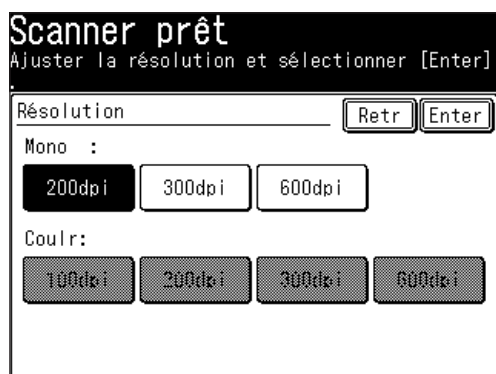 Scanner prêt
Ajuster la résolution et sélectionner [Enter]
.
Résolution Retr Enter
Mono :
200dpi 300dpi 600dpi
Coulr:
100dpi 200dpi 300dpi 600dpi